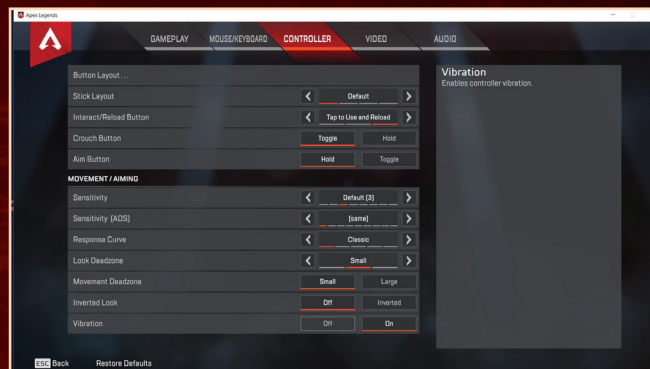 Apex Legends
GAMEPLAY MOUSE/KEYBOARD CONTROLLER VIDEO AUDIO
Button Layout...
Stick Layout Default
Interact/Reload Button Tap to Use and Reload
Crouch Button Toggle Hold
Aim Button Hold Toggle
MOVEMENT / AIMING
Sensitivity Default (3)
Sensitivity (ADS) (same)
Response Curve Classic
Look Deadzone Small
Movement Deadzone Small Large
Inverted Look Off Inverted
Vibration Off On
Vibration
Enables controller vibration.
ESC Back Restore Defaults